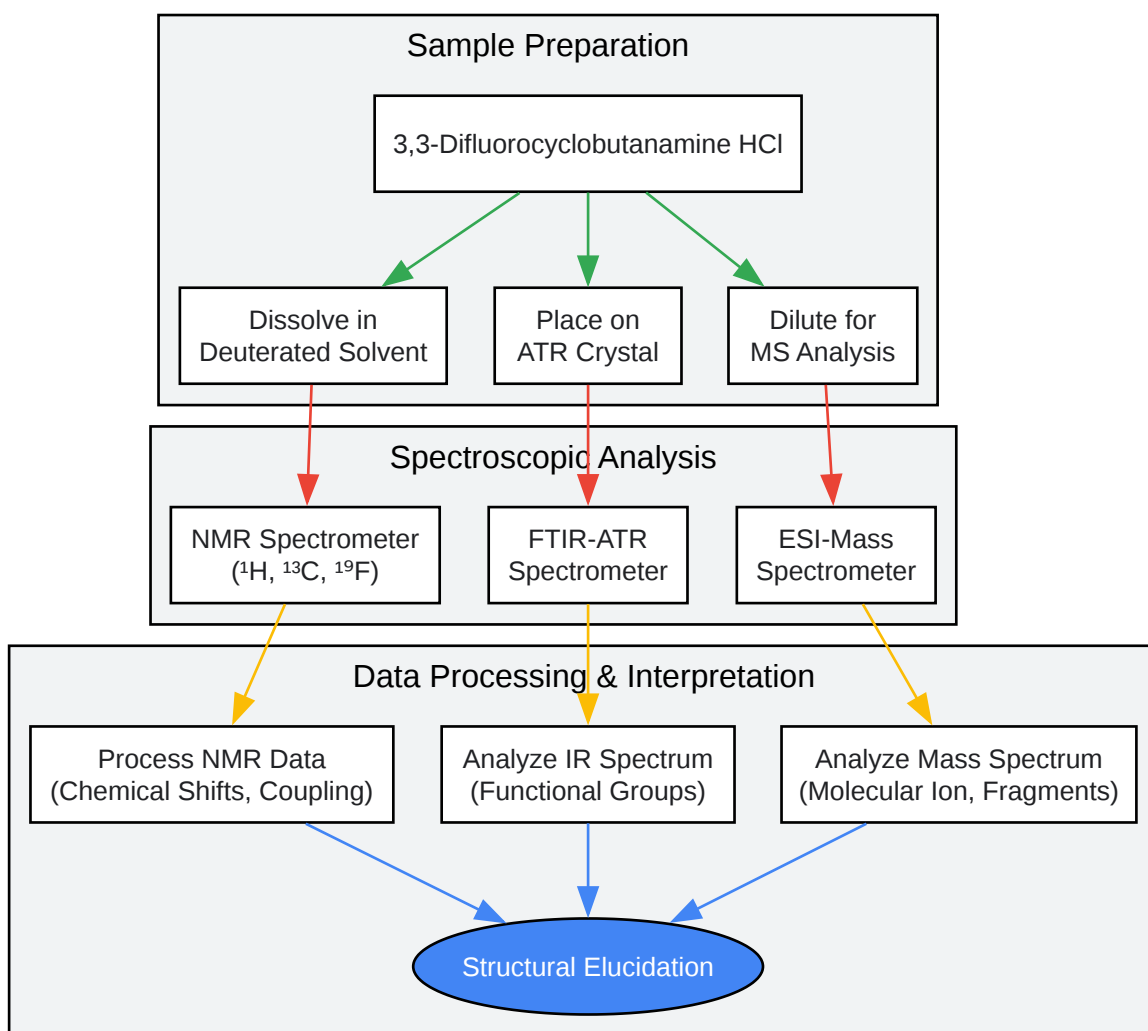 Sample Preparation
3,3-Difluorocyclobutanamine HCl
Dissolve in
Deuterated Solvent
Place on
ATR Crystal
Dilute for
MS Analysis
Spectroscopic Analysis
NMR Spectrometer
(¹H, ¹³C, ¹⁹F)
FTIR-ATR
Spectrometer
ESI-Mass
Spectrometer
Data Processing & Interpretation
Process NMR Data
(Chemical Shifts, Coupling)
Analyze IR Spectrum
(Functional Groups)
Analyze Mass Spectrum
(Molecular Ion, Fragments)
Structural Elucidation